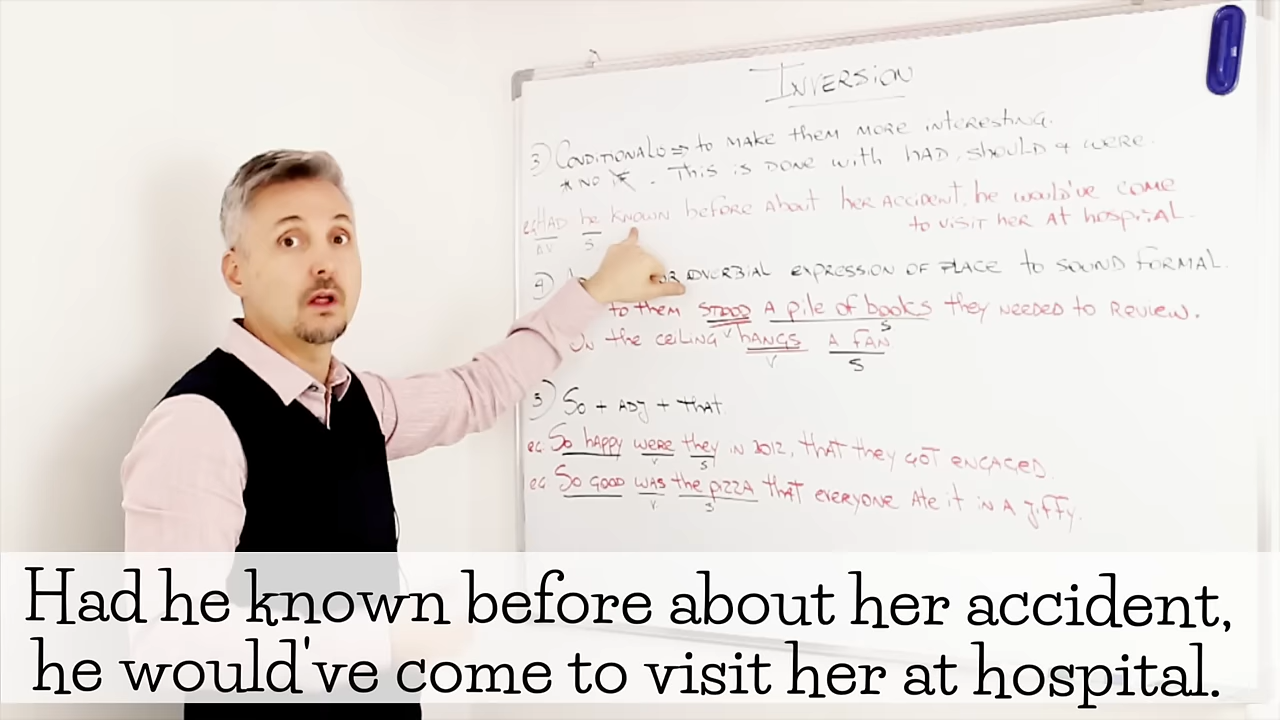 INVERSION
3) CONDITIONALS => to MAKE them MORE INTERESTING.
* NO IF. THIS IS DONE WITH HAD, SHOULD & WERE.
eg. HAD he KNOWN before About her ACCIDENT, he would've COME
AV S
to VISIT HER At hospital.
4) OR ADVERBIAL EXPRESSION OF PLACE to SOUND FORMAL.
to them STOOD A pile of books they NEEDED to REVIEW.
V S
ON the CEILING hANGS A FAN
V S
5) So + ADJ + that
eg. So happy WERE they IN 2012, that they GOT ENGAGED.
V S
eg So GOOD WAS the PIZZA that EVERYONE Ate it IN A JIFFY.
V S
Had he known before about her accident,
he would've come to visit her at hospital.